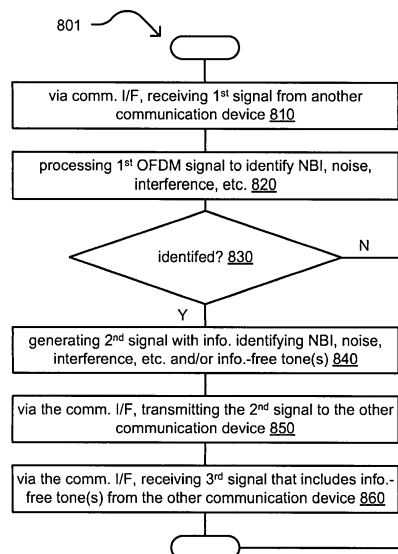 801
via comm. I/F, receiving 1st signal from another
communication device 810
processing 1st OFDM signal to identify NBI, noise,
interference, etc. 820
identifed? 830
N
Y
generating 2nd signal with info. identifying NBI, noise,
interference, etc. and/or info.-free tone(s) 840
via the comm. I/F, transmitting the 2nd signal to the other
communication device 850
via the comm. I/F, receiving 3rd signal that includes info.-
free tone(s) from the other communication device 860